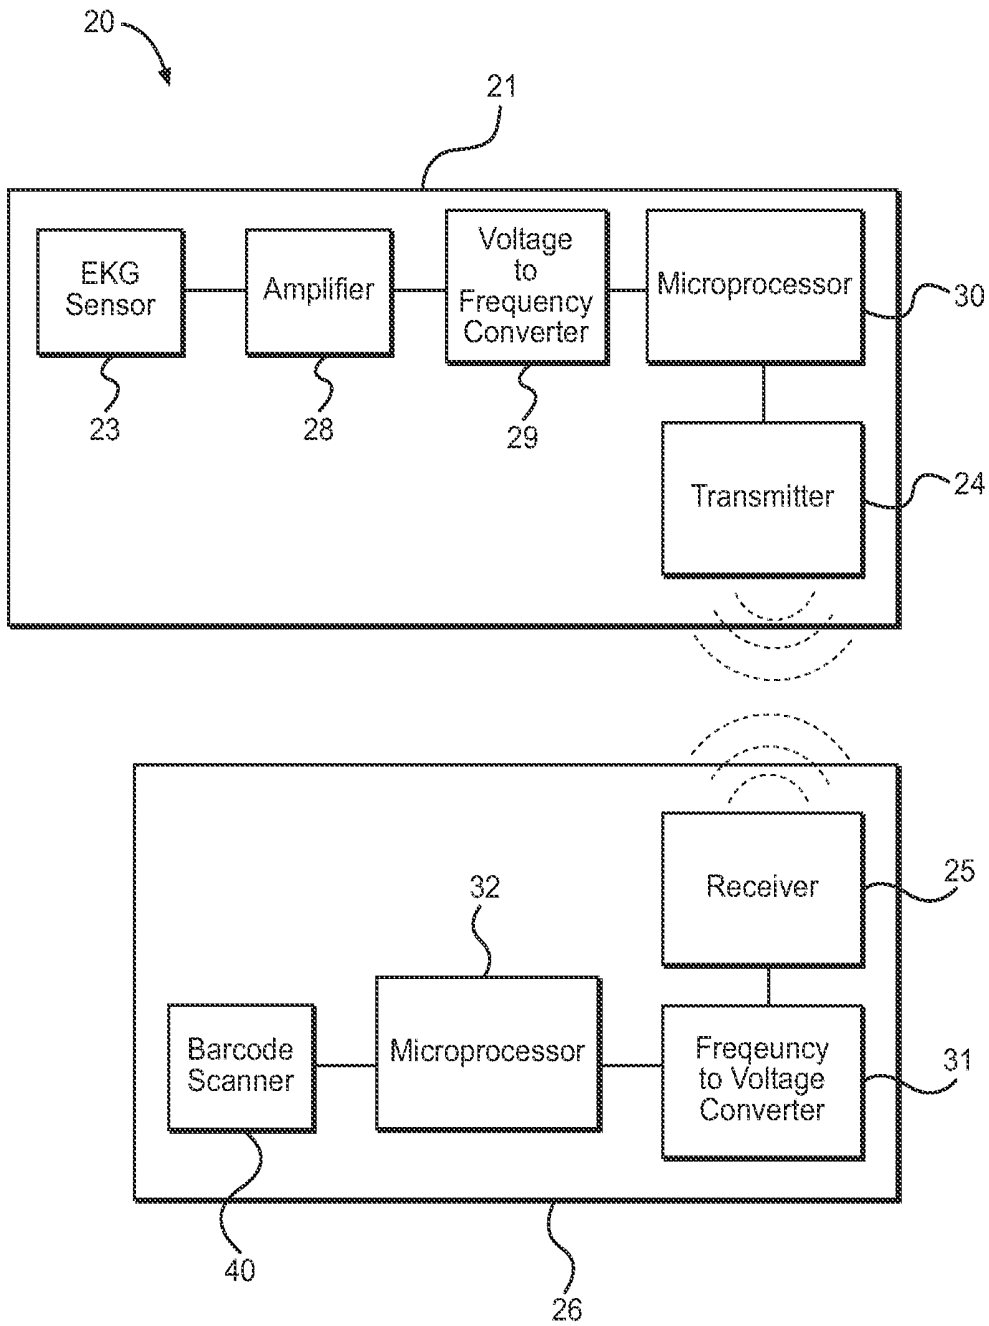 20
21
EKG
Sensor
Amplifier
Voltage
to
Frequency
Converter
Microprocessor
30
23
28
29
Transmitter
24
Receiver
25
32
Barcode
Scanner
Microprocessor
Freqeuncy
to Voltage
Converter
31
40
26